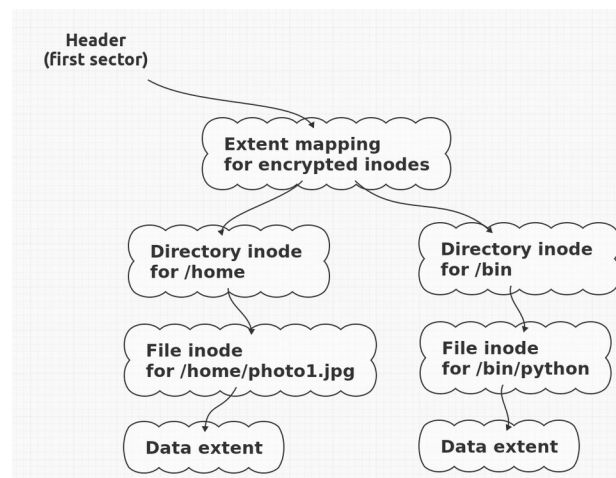 Header
(first sector)
Extent mapping
for encrypted inodes
Directory inode
for /home
Directory inode
for /bin
File inode
for /home/photo1.jpg
File inode
for /bin/python
Data extent
Data extent